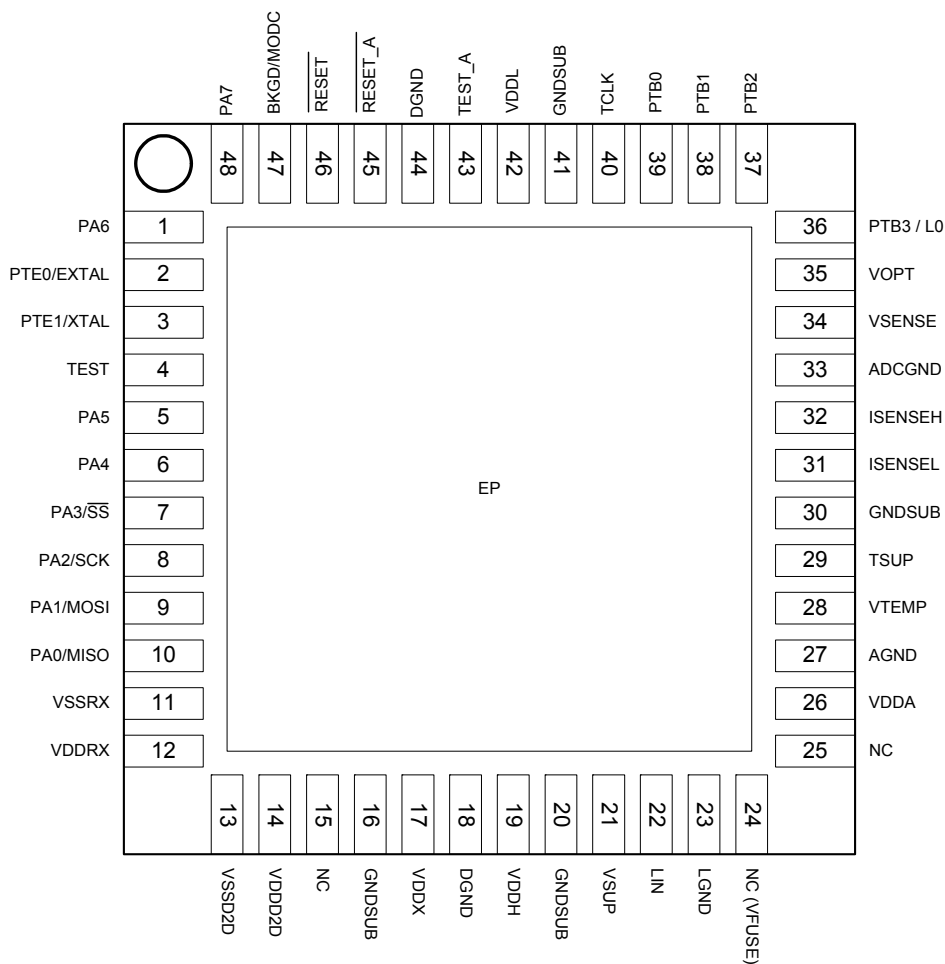 PA7
BKGD/MODC
RESET
RESET_A
DGND
TEST_A
VDDL
GNDSUB
TCLK
PTB0
PTB1
PTB2
48
47
46
45
44
43
42
41
40
39
38
37
PA6 1
PTE0/EXTAL 2
PTE1/XTAL 3
TEST 4
PA5 5
PA4 6
PA3/SS 7
PA2/SCK 8
PA1/MOSI 9
PA0/MISO 10
VSSRX 11
VDDRX 12
EP
36 PTB3 / L0
35 VOPT
34 VSENSE
33 ADCGND
32 ISENSEH
31 ISENSEL
30 GNDSUB
29 TSUP
28 VTEMP
27 AGND
26 VDDA
25 NC
13
14
15
16
17
18
19
20
21
22
23
24
VSSD2D
VDDD2D
NC
GNDSUB
VDDX
DGND
VDDH
GNDSUB
VSUP
LIN
LGND
NC (VFUSE)